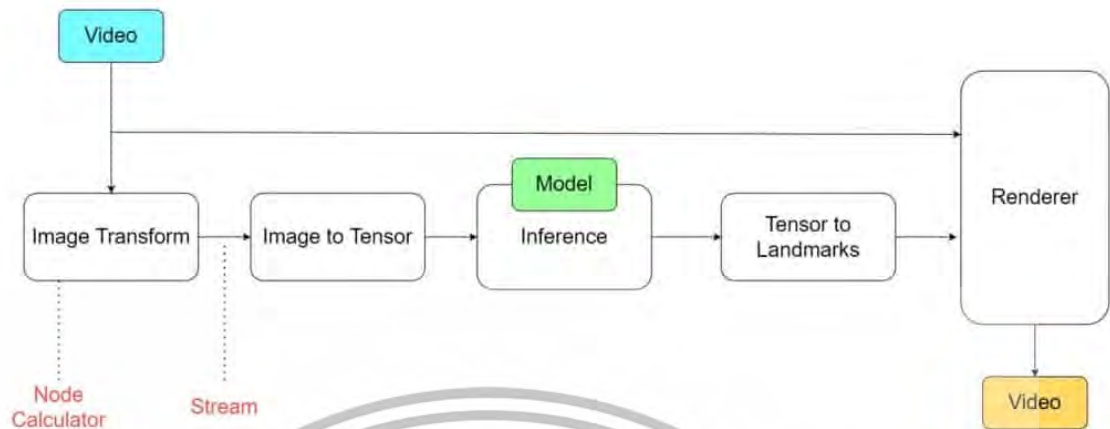 Video
Model
Renderer
Image Transform
Image to Tensor
Inference
Tensor to
Landmarks
Node
Calculator
Stream
Video